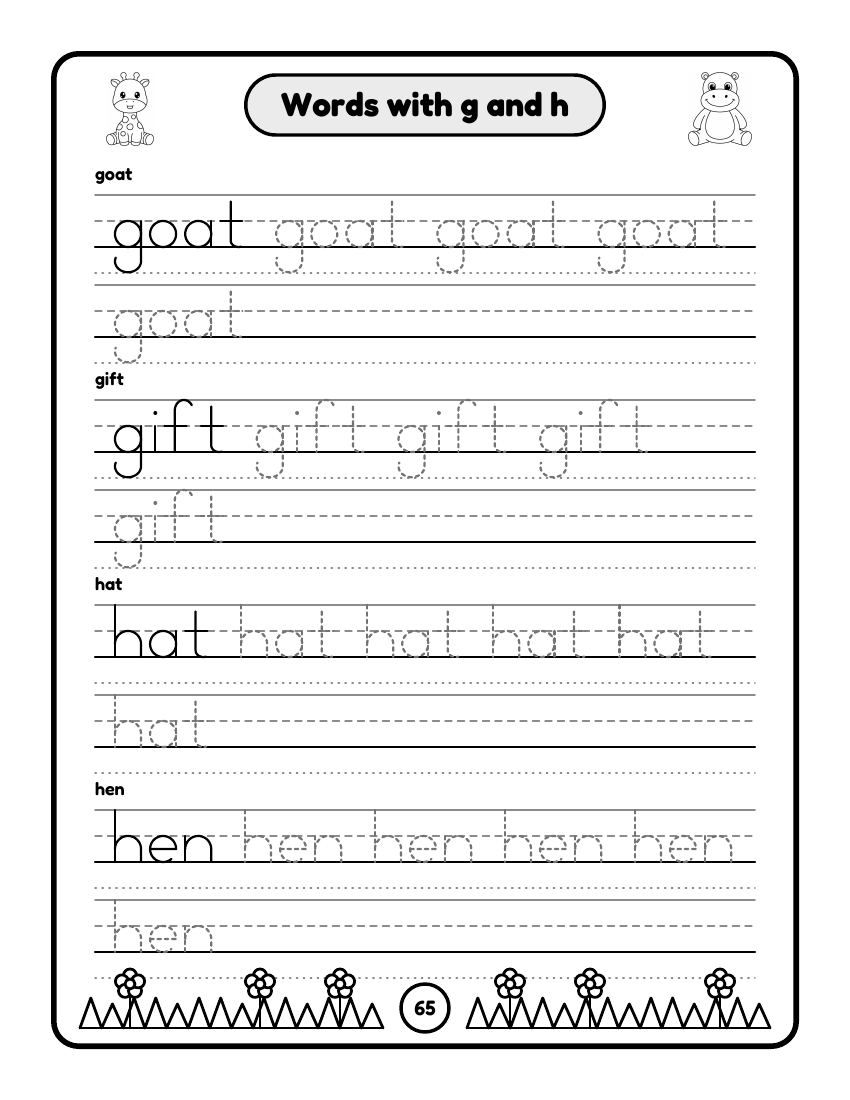 Words with g and h
goat
goat goat goat goat
goat
gift
gift gift gift gift
gift
hat
hat hat hat hat hat
hat
hen
hen hen hen hen hen
hen
65